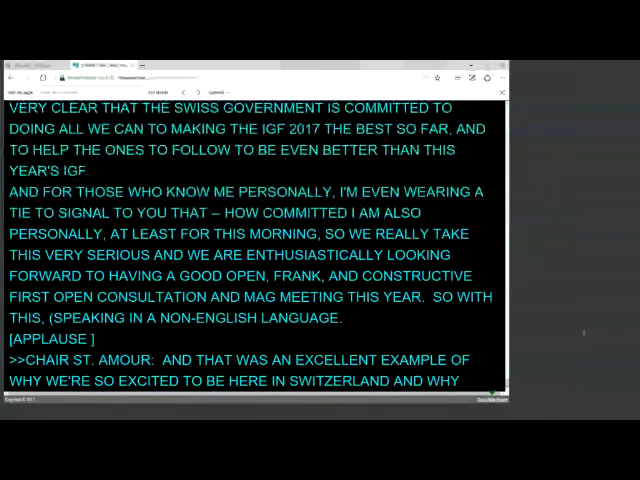 VERY CLEAR THAT THE SWISS GOVERNMENT IS COMMITTED TO
DOING ALL WE CAN TO MAKING THE IGF 2017 THE BEST SO FAR, AND
TO HELP THE ONES TO FOLLOW TO BE EVEN BETTER THAN THIS
YEAR'S IGF.
AND FOR THOSE WHO KNOW ME PERSONALLY, I'M EVEN WEARING A
TIE TO SIGNAL TO YOU THAT -- HOW COMMITTED I AM ALSO
PERSONALLY, AT LEAST FOR THIS MORNING, SO WE REALLY TAKE
THIS VERY SERIOUS AND WE ARE ENTHUSIASTICALLY LOOKING
FORWARD TO HAVING A GOOD OPEN, FRANK, AND CONSTRUCTIVE
FIRST OPEN CONSULTATION AND MAG MEETING THIS YEAR. SO WITH
THIS, (SPEAKING IN A NON-ENGLISH LANGUAGE.
[APPLAUSE ]
>>CHAIR ST. AMOUR: AND THAT WAS AN EXCELLENT EXAMPLE OF
WHY WE'RE SO EXCITED TO BE HERE IN SWITZERLAND AND WHY